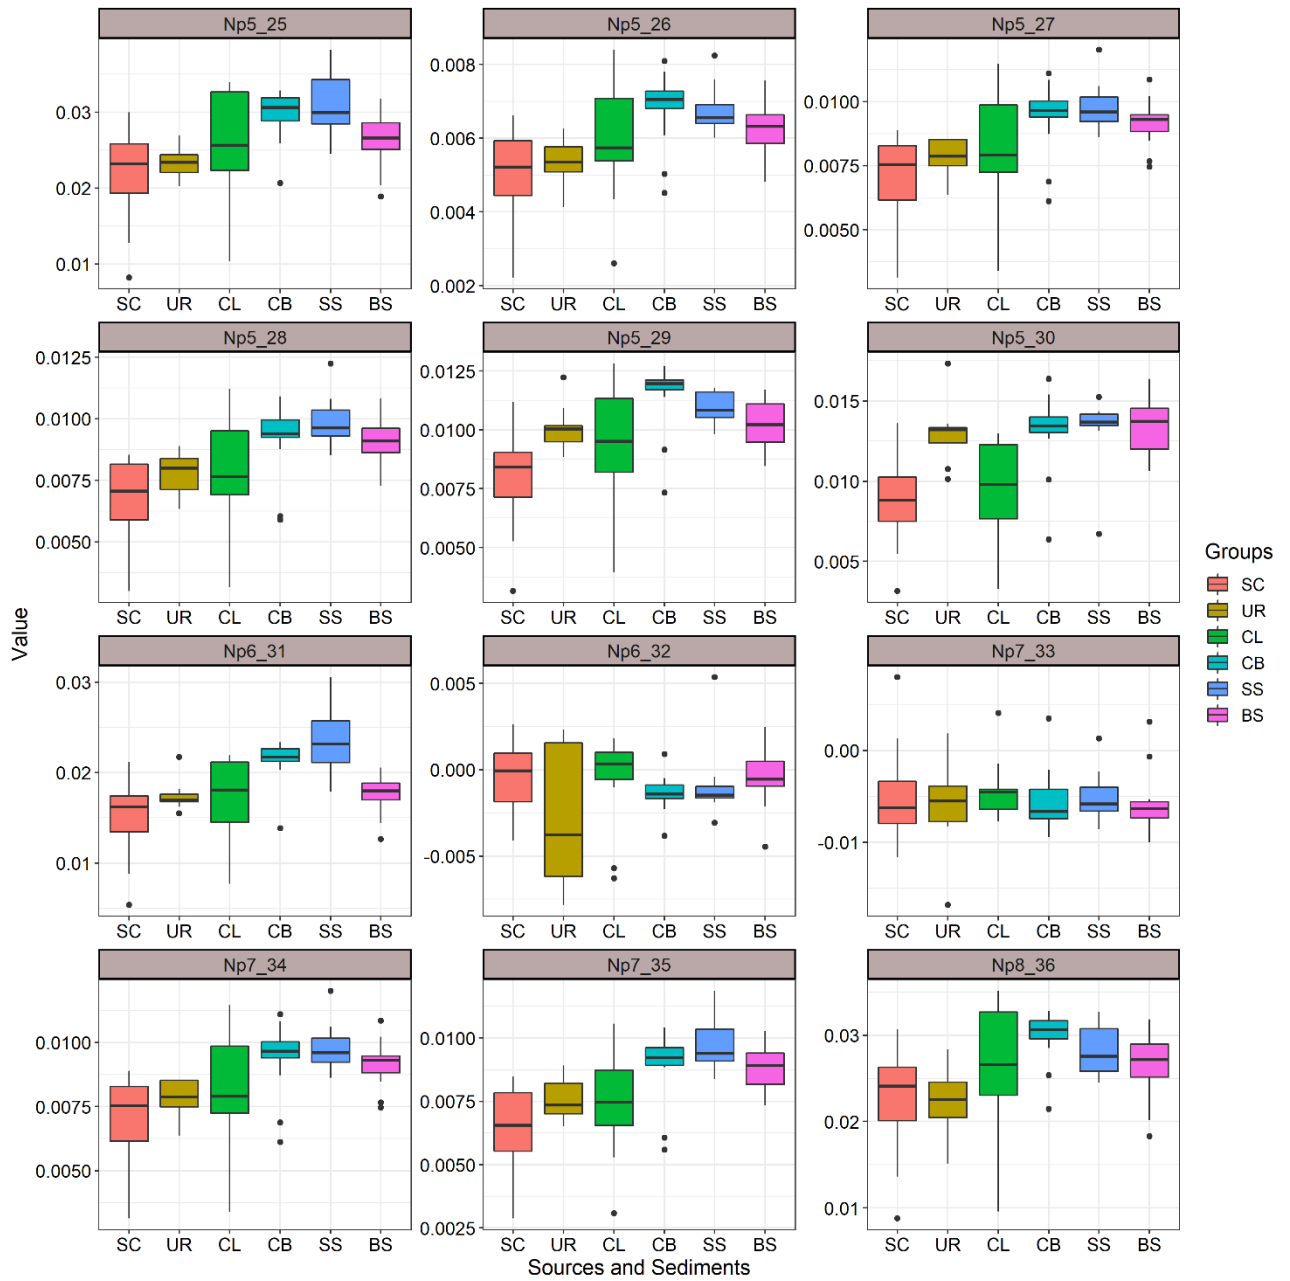 Np5_25 Np5_26 Np5_27
0.03
0.02
0.01
0.008
0.006
0.004
0.002
0.0100
0.0075
0.0050
SC UR CL CB SS BS SC UR CL CB SS BS SC UR CL CB SS BS
Np5_28 Np5_29 Np5_30
0.0125
0.0100
0.0075
0.0050
0.0125
0.0100
0.0075
0.0050
0.015
0.010
0.005
SC UR CL CB SS BS SC UR CL CB SS BS SC UR CL CB SS BS
Np6_31 Np6_32 Np7_33
0.03
0.02
0.01
0.005
0.000
-0.005
0.00
-0.01
SC UR CL CB SS BS SC UR CL CB SS BS SC UR CL CB SS BS
Np7_34 Np7_35 Np8_36
0.0100
0.0075
0.0050
0.0100
0.0075
0.0050
0.0025
0.03
0.02
0.01
SC UR CL CB SS BS SC UR CL CB SS BS SC UR CL CB SS BS
Value
Sources and Sediments
Groups
SC
UR
CL
CB
SS
BS